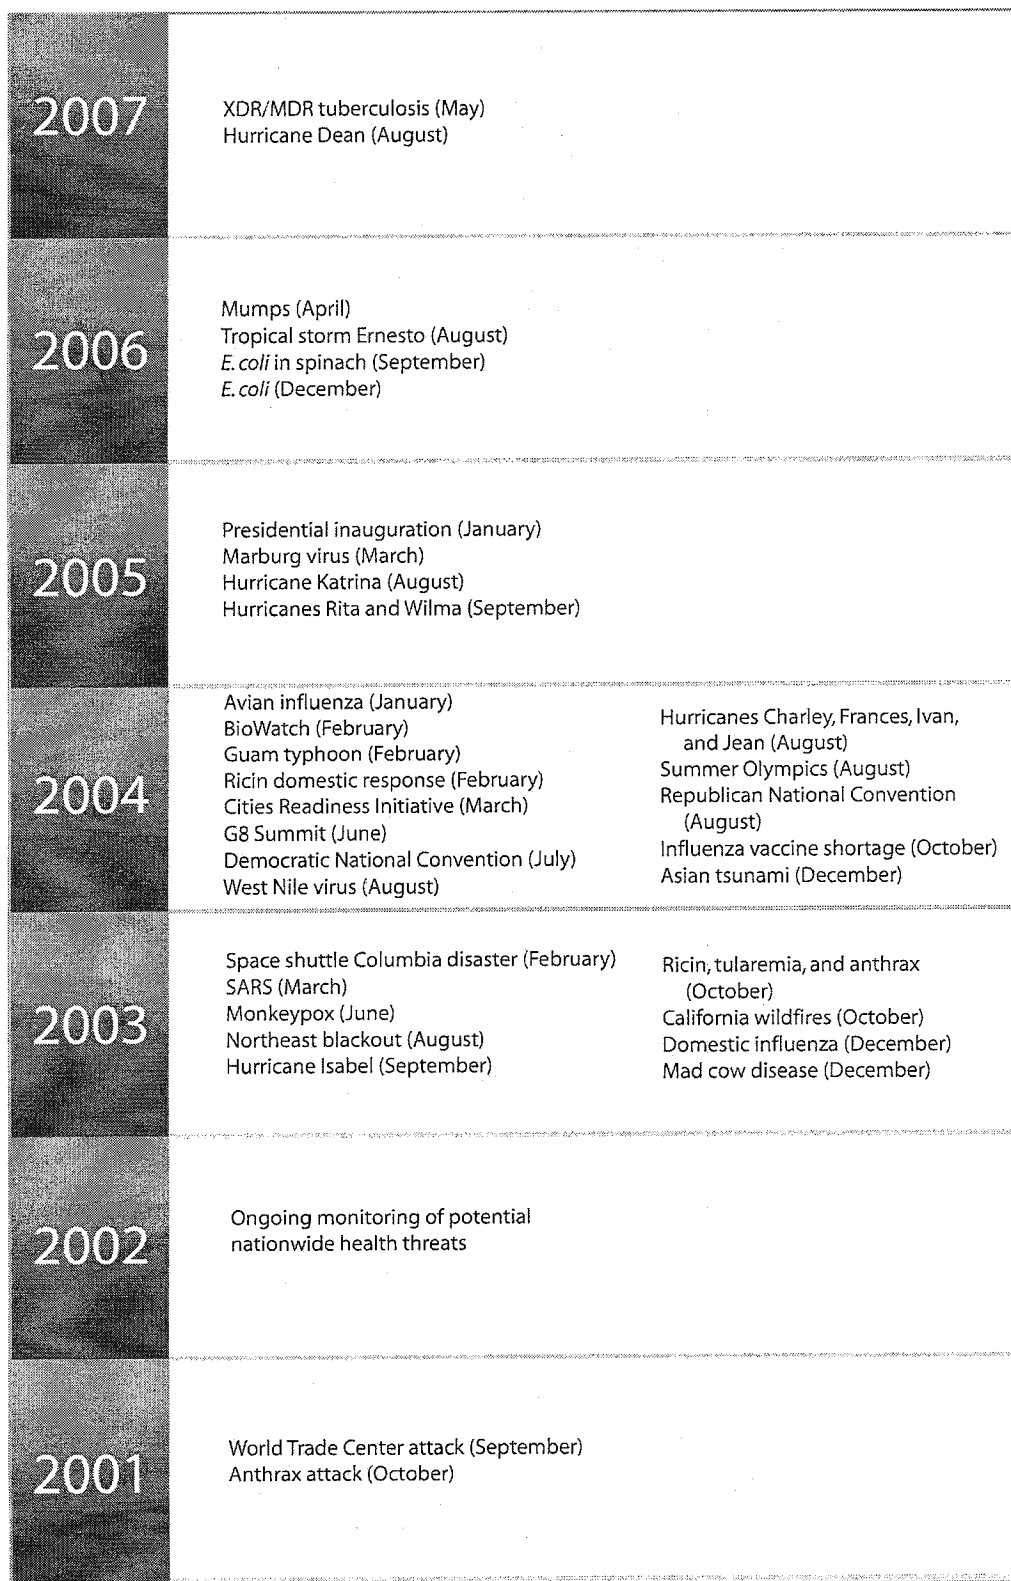 2007
XDR/MDR tuberculosis (May)
Hurricane Dean (August)
2006
Mumps (April)
Tropical storm Ernesto (August)
E. coli in spinach (September)
E. coli (December)
2005
Presidential inauguration (January)
Marburg virus (March)
Hurricane Katrina (August)
Hurricanes Rita and Wilma (September)
2004
Avian influenza (January)
BioWatch (February)
Guam typhoon (February)
Ricin domestic response (February)
Cities Readiness Initiative (March)
G8 Summit (June)
Democratic National Convention (July)
West Nile virus (August)
Hurricanes Charley, Frances, Ivan,
and Jean (August)
Summer Olympics (August)
Republican National Convention
(August)
Influenza vaccine shortage (October)
Asian tsunami (December)
2003
Space shuttle Columbia disaster (February)
SARS (March)
Monkeypox (June)
Northeast blackout (August)
Hurricane Isabel (September)
Ricin, tularemia, and anthrax
(October)
California wildfires (October)
Domestic influenza (December)
Mad cow disease (December)
2002
Ongoing monitoring of potential
nationwide health threats
2001
World Trade Center attack (September)
Anthrax attack (October)